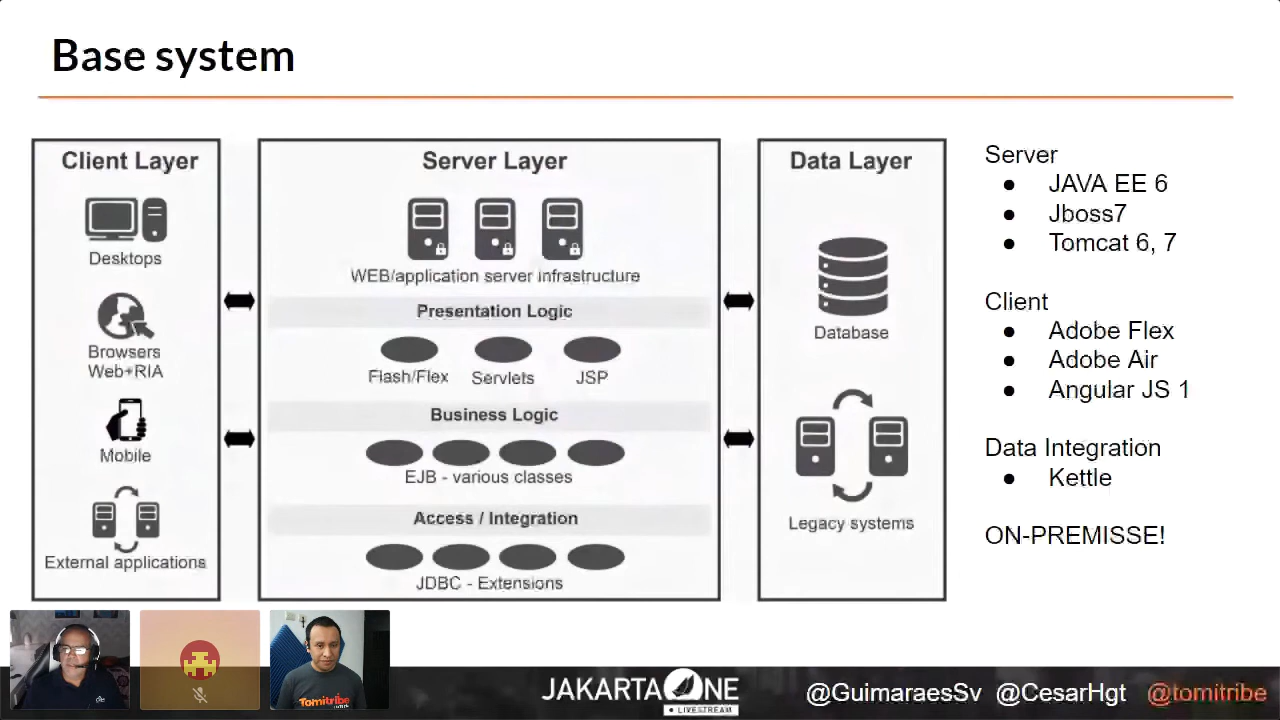 Base system
Client Layer
Desktops
Browsers
Web+RIA
Mobile
External applications
Server Layer
WEB/application server infrastructure
Presentation Logic
Flash/Flex Servlets JSP
Business Logic
EJB - various classes
Access / Integration
JDBC - Extensions
Data Layer
Database
Legacy systems
Server
● JAVA EE 6
● Jboss7
● Tomcat 6, 7
Client
● Adobe Flex
● Adobe Air
● Angular JS 1
Data Integration
● Kettle
ON-PREMISSE!
Tomitribe
JAKARTAONE
LIVESTREAM
@GuimaraesSv @CesarHgt @tomitribe